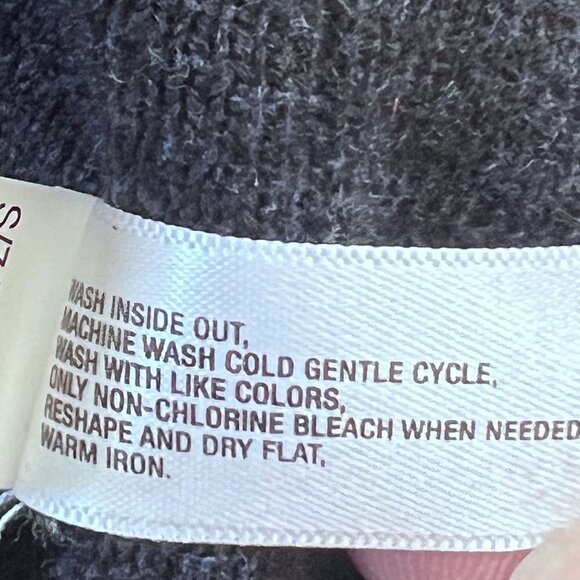 WASH INSIDE OUT,
MACHINE WASH COLD GENTLE CYCLE,
WASH WITH LIKE COLORS,
ONLY NON-CHLORINE BLEACH WHEN NEEDED
RESHAPE AND DRY FLAT,
WARM IRON.